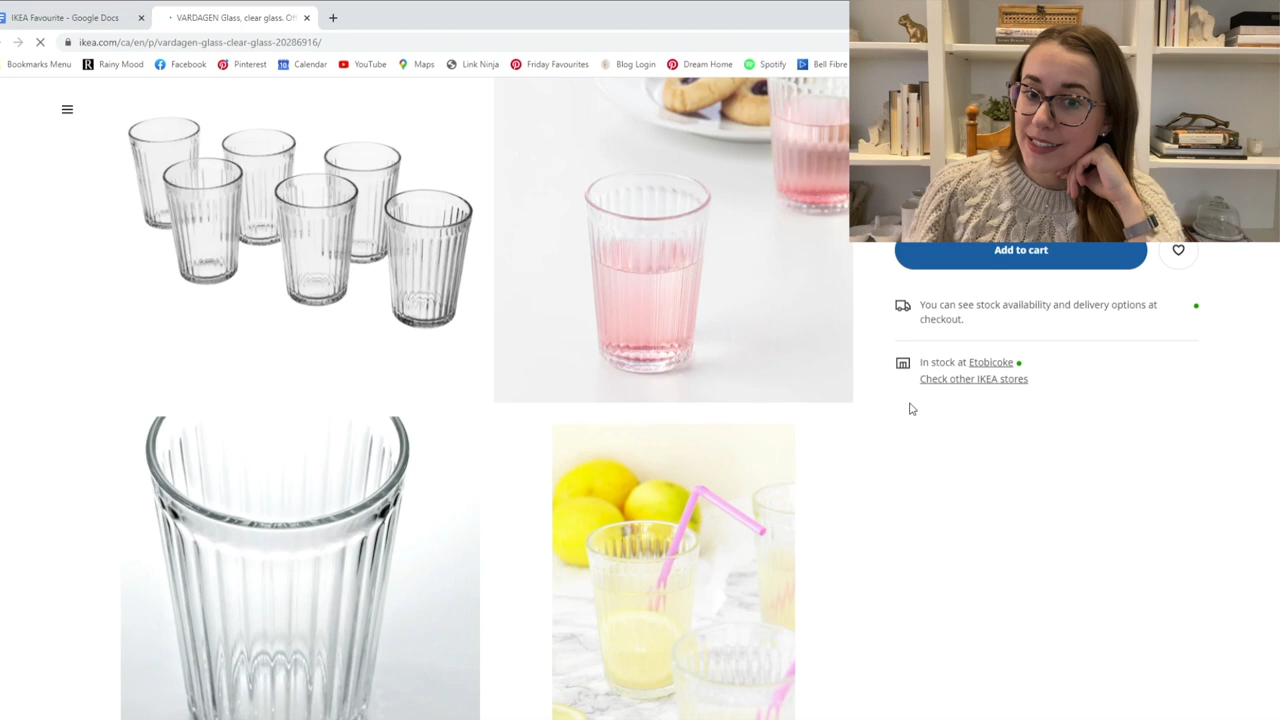 IKEA Favourite - Google Docs
VARDAGEN Glass, clear glass. Of
ikea.com/ca/en/p/vardagen-glass-clear-glass-20286916/
Bookmarks Menu
Rainy Mood
Facebook
Pinterest
Calendar
YouTube
Maps
Link Ninja
Friday Favourites
Blog Login
Dream Home
Spotify
Bell Fibre
Add to cart
You can see stock availability and delivery options at
checkout.
In stock at Etobicoke
Check other IKEA stores